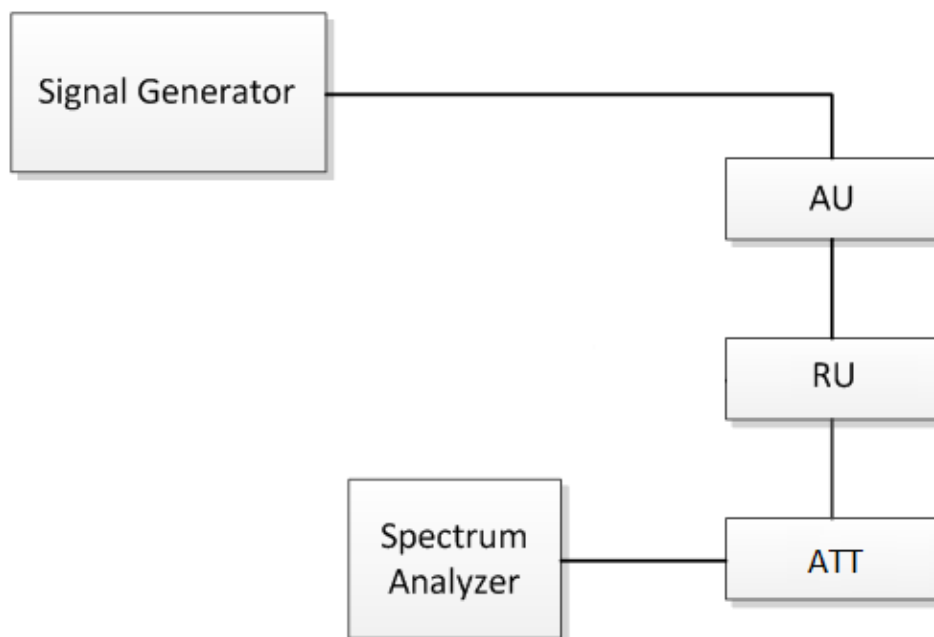 Signal Generator
AU
RU
Spectrum
Analyzer
ATT